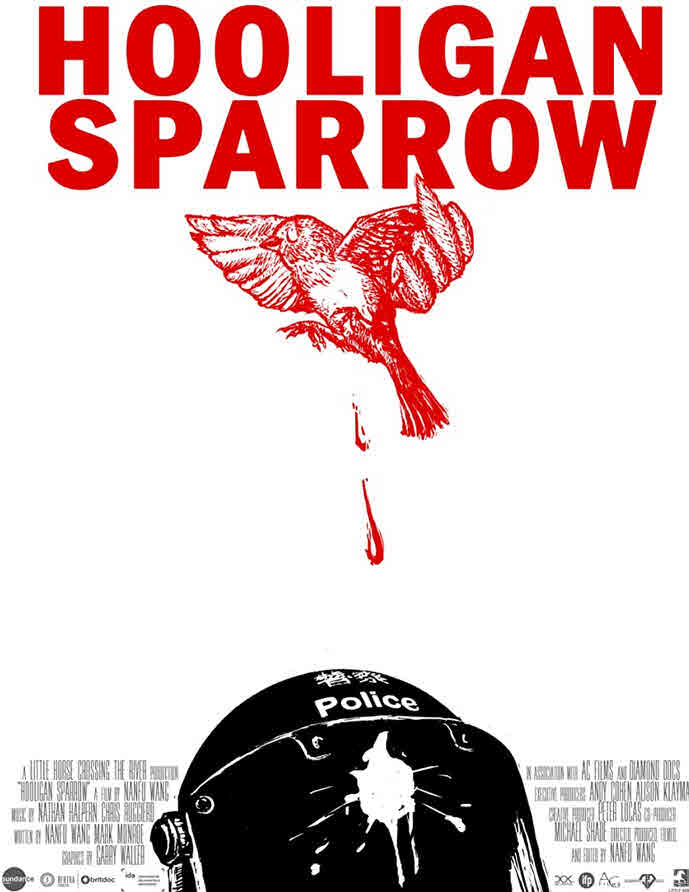 HOOLIGAN
SPARROW
警察
Police
A LITTLE HORSE CROSSING THE RIVER PRODUCTION
"HOOLIGAN SPARROW" A FILM BY NANFU WANG
MUSIC BY NATHAN HALPERN CHRIS RUGGIERO
WRITTEN BY NANFU WANG MARK MONROE
GRAPHICS BY GARRY WALLER
IN ASSOCIATION WITH AC FILMS AND DIAMOND DOCS
EXECUTIVE PRODUCERS ANDY COHEN ALISON KLAYMA
CREATIVE PRODUCER PETER LUCAS CO-PRODUCER
MICHAEL SHADE DIRECTED PRODUCED FILMED
AND EDITED BY NANFU WANG
sundance
BERTHA
britdoc
ida
ifp